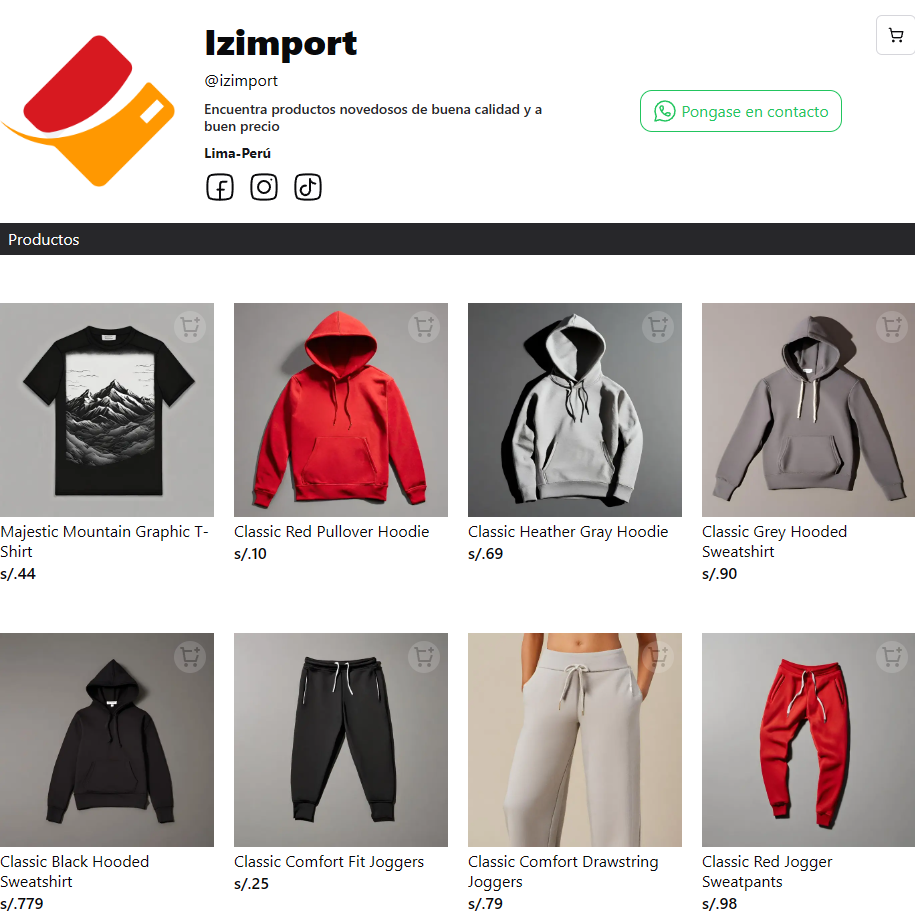 Izimport
@izimport
Encuentra productos novedosos de buena calidad y a
buen precio
Lima-Perú
Pongase en contacto
Productos
Majestic Mountain Graphic T-
Shirt
s/.44
Classic Red Pullover Hoodie
s/.10
Classic Heather Gray Hoodie
s/.69
Classic Grey Hooded
Sweatshirt
s/.90
Classic Black Hooded
Sweatshirt
s/.779
Classic Comfort Fit Joggers
s/.25
Classic Comfort Drawstring
Joggers
s/.79
Classic Red Jogger
Sweatpants
s/.98